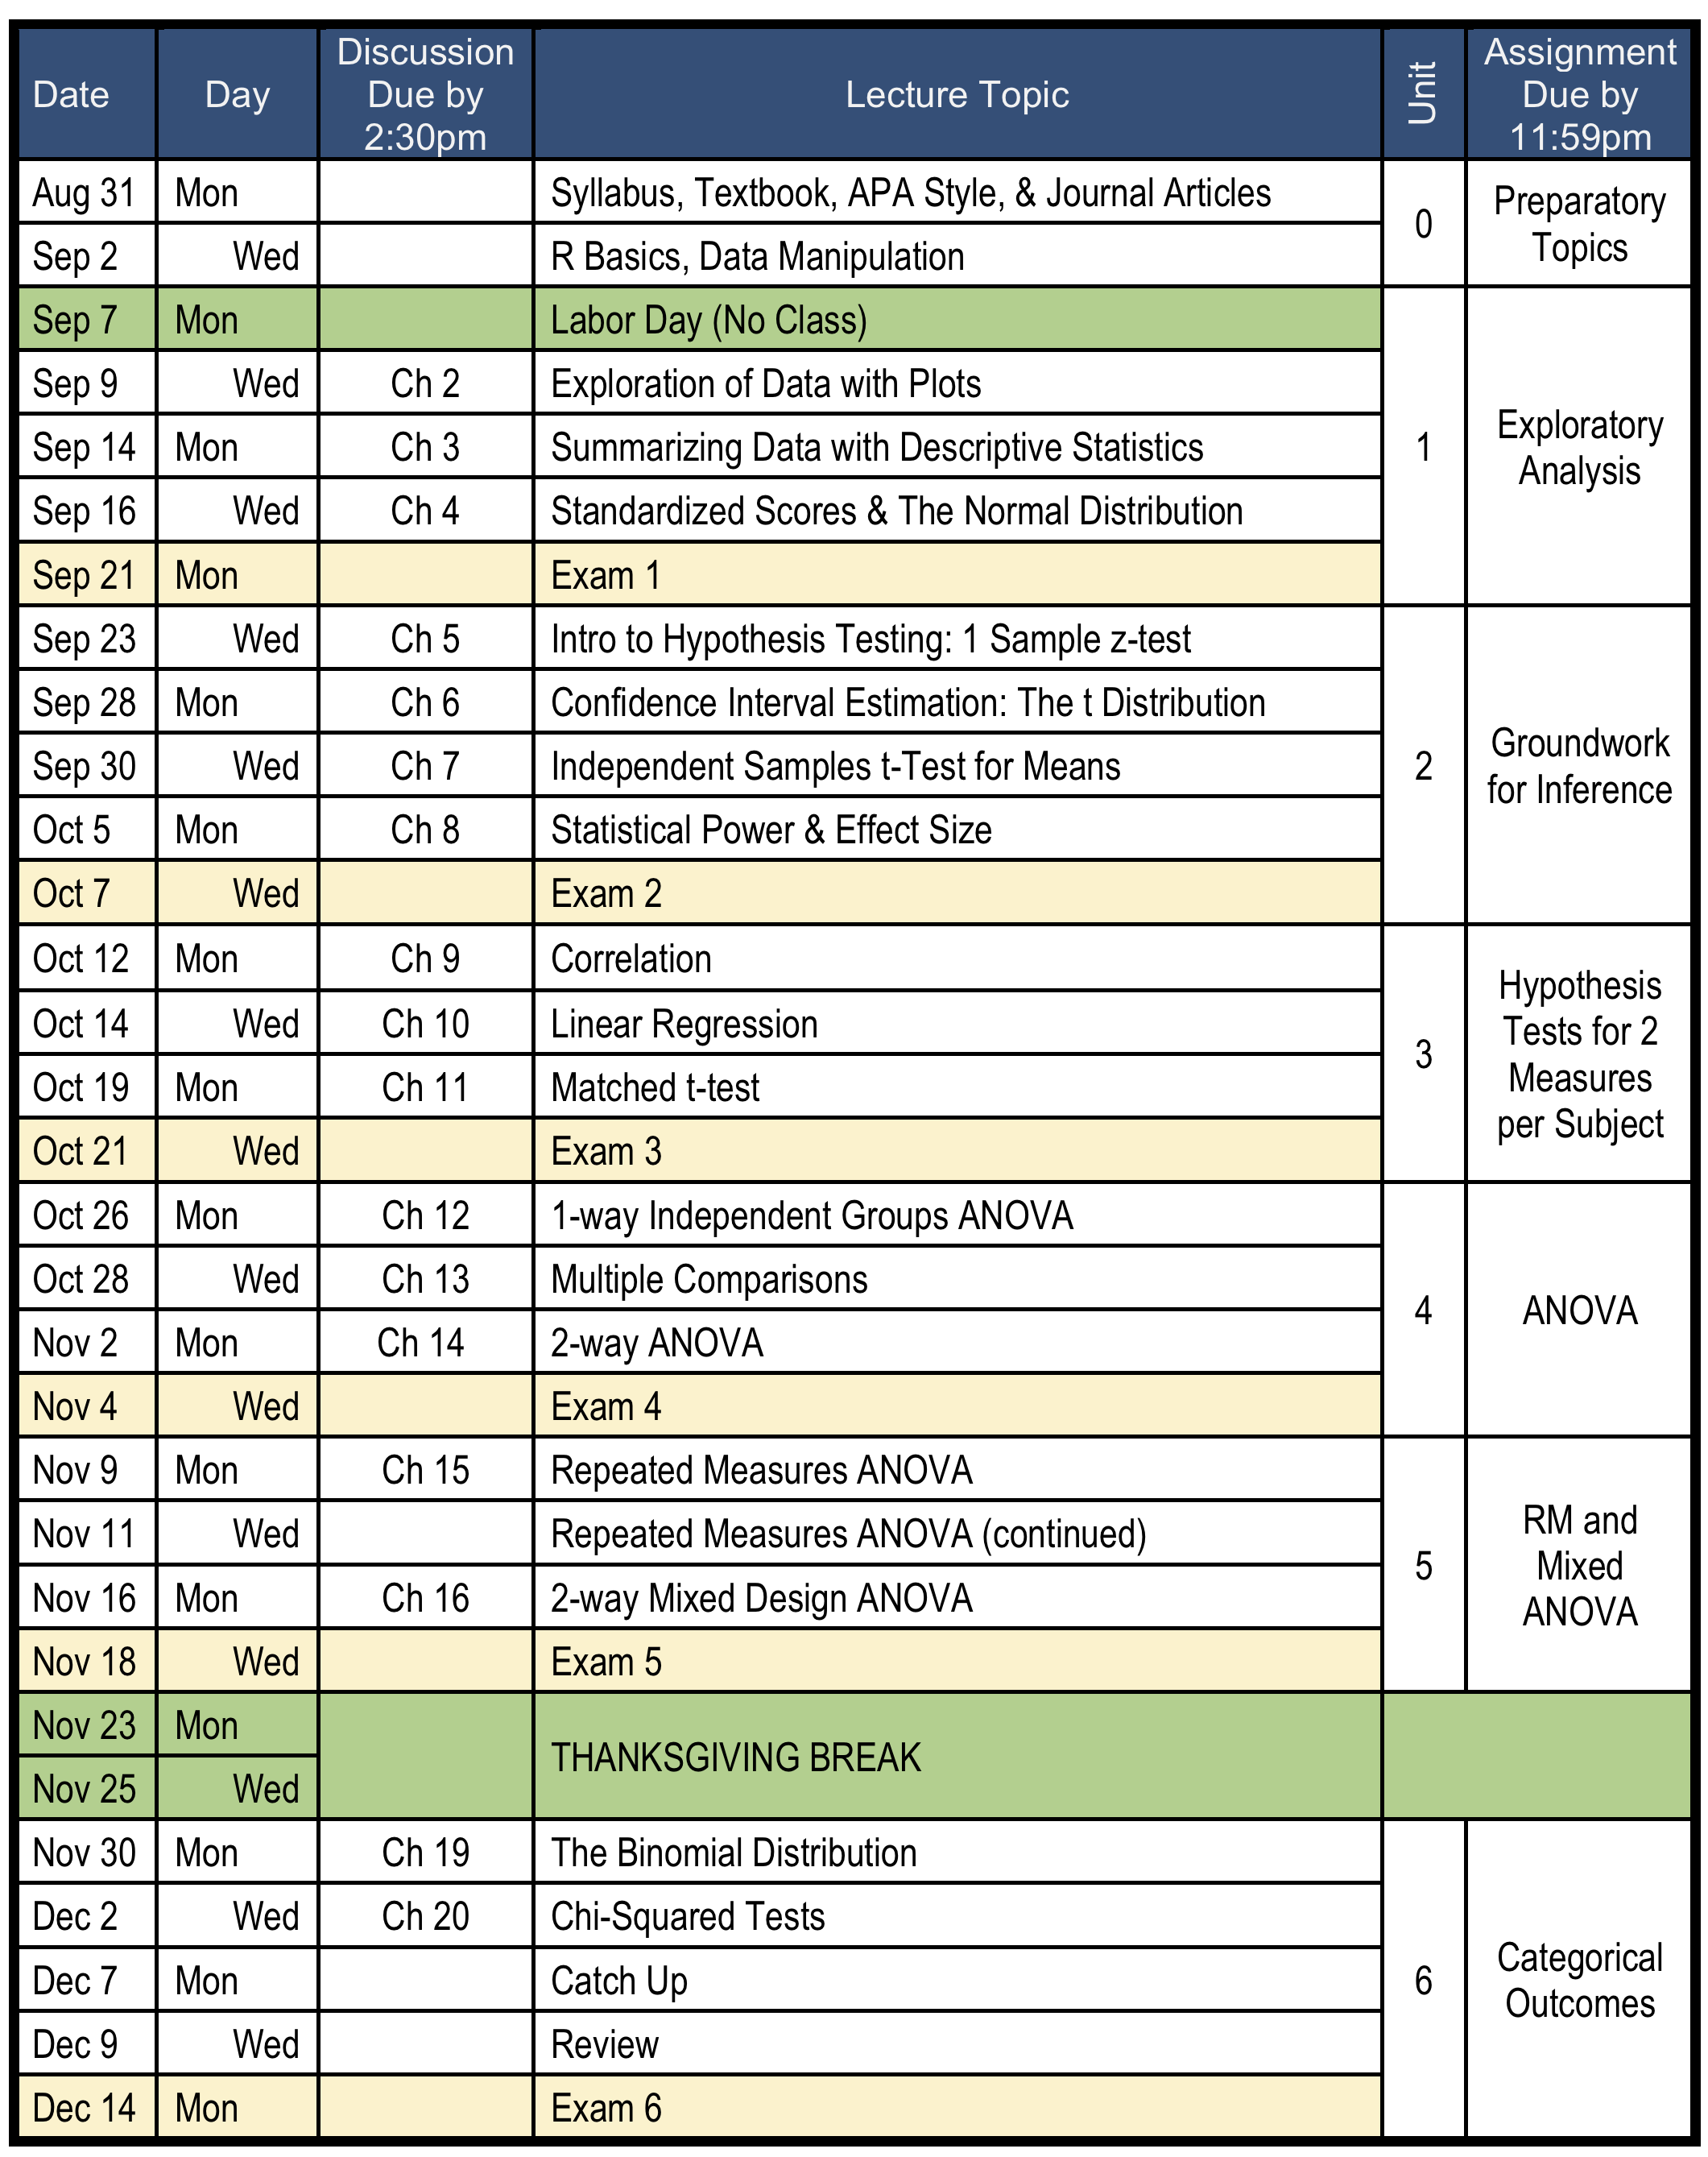 Date Day Discussion Due by 2:30pm Lecture Topic Unit Assignment Due by 11:59pm
Aug 31 Mon Syllabus, Textbook, APA Style, & Journal Articles 0 Preparatory Topics
Sep 2 Wed R Basics, Data Manipulation
Sep 7 Mon Labor Day (No Class) 1 Exploratory Analysis
Sep 9 Wed Ch 2 Exploration of Data with Plots
Sep 14 Mon Ch 3 Summarizing Data with Descriptive Statistics
Sep 16 Wed Ch 4 Standardized Scores & The Normal Distribution
Sep 21 Mon Exam 1
Sep 23 Wed Ch 5 Intro to Hypothesis Testing: 1 Sample z-test 2 Groundwork for Inference
Sep 28 Mon Ch 6 Confidence Interval Estimation: The t Distribution
Sep 30 Wed Ch 7 Independent Samples t-Test for Means
Oct 5 Mon Ch 8 Statistical Power & Effect Size
Oct 7 Wed Exam 2
Oct 12 Mon Ch 9 Correlation 3 Hypothesis Tests for 2 Measures per Subject
Oct 14 Wed Ch 10 Linear Regression
Oct 19 Mon Ch 11 Matched t-test
Oct 21 Wed Exam 3
Oct 26 Mon Ch 12 1-way Independent Groups ANOVA 4 ANOVA
Oct 28 Wed Ch 13 Multiple Comparisons
Nov 2 Mon Ch 14 2-way ANOVA
Nov 4 Wed Exam 4
Nov 9 Mon Ch 15 Repeated Measures ANOVA 5 RM and Mixed ANOVA
Nov 11 Wed Repeated Measures ANOVA (continued)
Nov 16 Mon Ch 16 2-way Mixed Design ANOVA
Nov 18 Wed Exam 5
Nov 23 Mon THANKSGIVING BREAK
Nov 25 Wed
Nov 30 Mon Ch 19 The Binomial Distribution 6 Categorical Outcomes
Dec 2 Wed Ch 20 Chi-Squared Tests
Dec 7 Mon Catch Up
Dec 9 Wed Review
Dec 14 Mon Exam 6